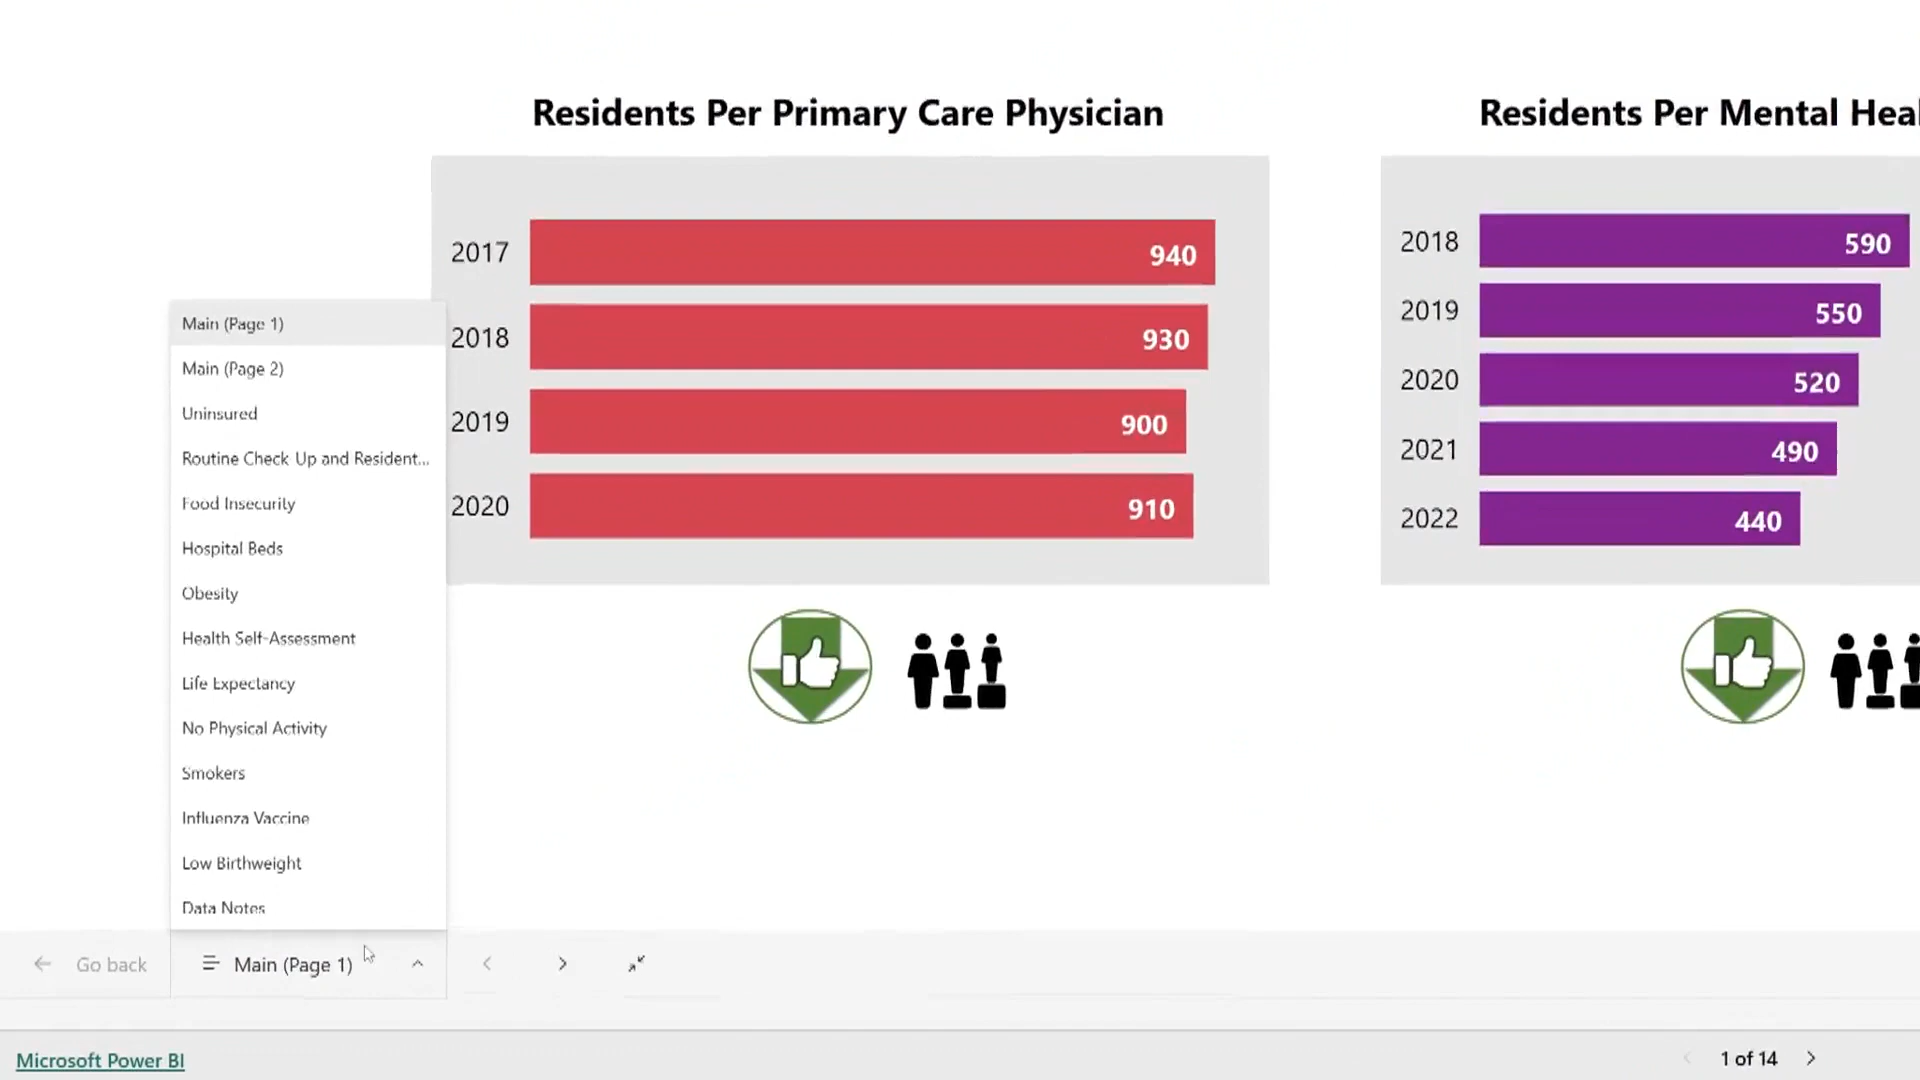 Residents Per Primary Care Physician
2017 940
2018 930
2019 900
2020 910
Residents Per Mental
2018 590
2019 550
2020 520
2021 490
2022 440
Main (Page 1)
Main (Page 2)
Uninsured
Routine Check Up and Resident...
Food Insecurity
Hospital Beds
Obesity
Health Self-Assessment
Life Expectancy
No Physical Activity
Smokers
Influenza Vaccine
Low Birthweight
Data Notes
Go back
Main (Page 1)
Microsoft Power BI
1 of 14